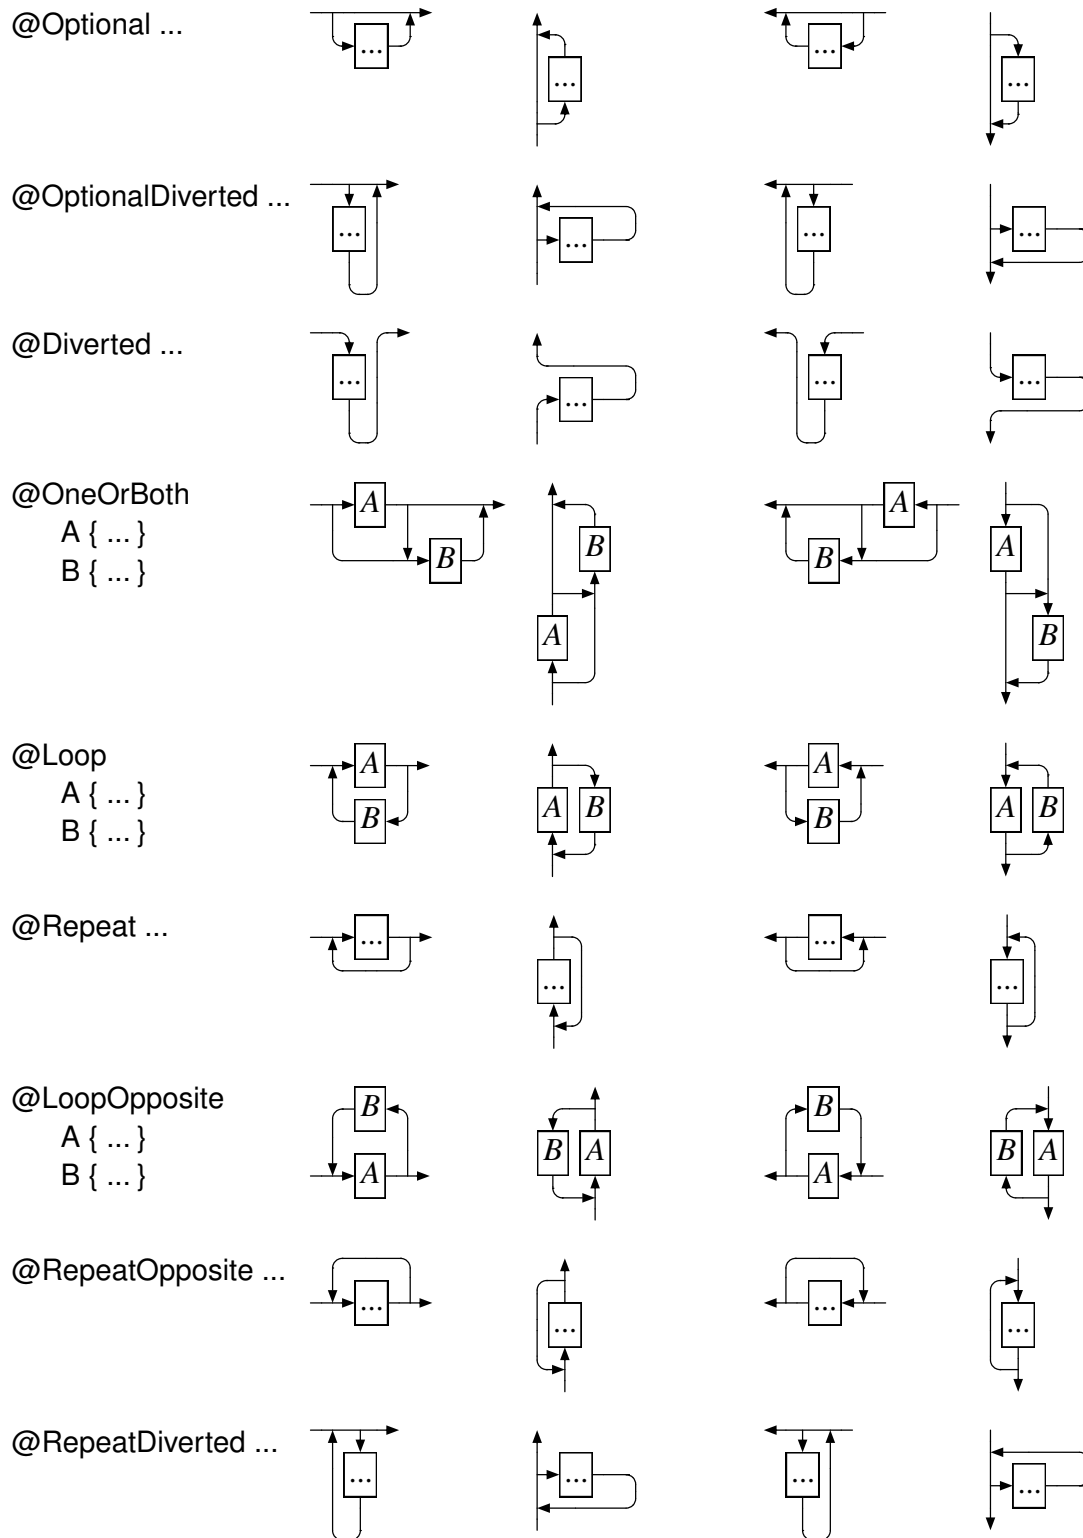 @Optional ...
... ... ... ...
@OptionalDiverted ...
... ... ... ...
@Diverted ...
... ... ... ...
@OneOrBoth
A { ... }
B { ... }
A B A B A B A B
@Loop
A { ... }
B { ... }
A B A B A B A B
@Repeat ...
... ... ... ...
@LoopOpposite
A { ... }
B { ... }
B A B A B A B A
@RepeatOpposite ...
... ... ... ...
@RepeatDiverted ...
... ... ... ...